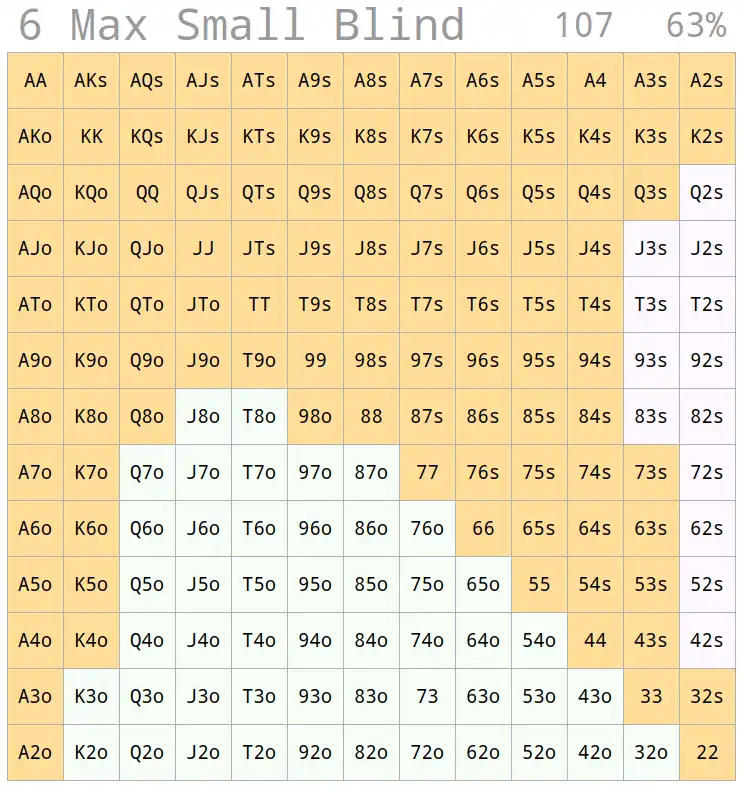 6 Max Small Blind 107 63%
AA AKs AQs AJs ATs A9s A8s A7s A6s A5s A4 A3s A2s
AKo KK KQs KJs KTs K9s K8s K7s K6s K5s K4s K3s K2s
AQo KQo QQ QJs QTs Q9s Q8s Q7s Q6s Q5s Q4s Q3s Q2s
AJo KJo QJo JJ JTs J9s J8s J7s J6s J5s J4s J3s J2s
ATo KTo QTo JTo TT T9s T8s T7s T6s T5s T4s T3s T2s
A9o K9o Q9o J9o T9o 99 98s 97s 96s 95s 94s 93s 92s
A8o K8o Q8o J8o T8o 98o 88 87s 86s 85s 84s 83s 82s
A7o K7o Q7o J7o T7o 97o 87o 77 76s 75s 74s 73s 72s
A6o K6o Q6o J6o T6o 96o 86o 76o 66 65s 64s 63s 62s
A5o K5o Q5o J5o T5o 95o 85o 75o 65o 55 54s 53s 52s
A4o K4o Q4o J4o T4o 94o 84o 74o 64o 54o 44 43s 42s
A3o K3o Q3o J3o T3o 93o 83o 73 63o 53o 43o 33 32s
A2o K2o Q2o J2o T2o 92o 82o 72o 62o 52o 42o 32o 22